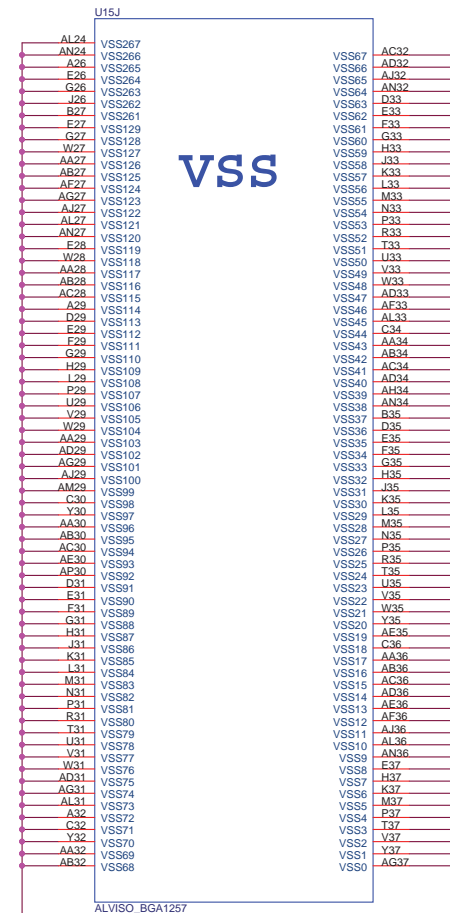 U15J
AL24 VSS267
AN24 VSS266
A26 VSS265
E26 VSS264
G26 VSS263
J26 VSS262
B27 VSS261
E27 VSS129
G27 VSS128
W27 VSS127
AA27 VSS126
AB27 VSS125
AF27 VSS124
AG27 VSS123
AJ27 VSS122
AL27 VSS121
AN27 VSS120
E28 VSS119
W28 VSS118
AA28 VSS117
AB28 VSS116
AC28 VSS115
A29 VSS114
D29 VSS113
E29 VSS112
F29 VSS111
G29 VSS110
H29 VSS109
L29 VSS108
P29 VSS107
U29 VSS106
V29 VSS105
W29 VSS104
AA29 VSS103
AD29 VSS102
AG29 VSS101
AJ29 VSS100
AM29 VSS99
C30 VSS98
Y30 VSS97
AA30 VSS96
AB30 VSS95
AC30 VSS94
AE30 VSS93
AP30 VSS92
D31 VSS91
E31 VSS90
F31 VSS89
G31 VSS88
H31 VSS87
J31 VSS86
K31 VSS85
L31 VSS84
M31 VSS83
N31 VSS82
P31 VSS81
R31 VSS80
T31 VSS79
U31 VSS78
V31 VSS77
W31 VSS76
AD31 VSS75
AG31 VSS74
AL31 VSS73
A32 VSS72
C32 VSS71
Y32 VSS70
AA32 VSS69
AB32 VSS68
VSS
VSS67 AC32
VSS66 AD32
VSS65 AJ32
VSS64 AN32
VSS63 D33
VSS62 E33
VSS61 F33
VSS60 G33
VSS59 H33
VSS58 J33
VSS57 K33
VSS56 L33
VSS55 M33
VSS54 N33
VSS53 P33
VSS52 R33
VSS51 T33
VSS50 U33
VSS49 V33
VSS48 W33
VSS47 AD33
VSS46 AF33
VSS45 AL33
VSS44 C34
VSS43 AA34
VSS42 AB34
VSS41 AC34
VSS40 AD34
VSS39 AH34
VSS38 AN34
VSS37 B35
VSS36 D35
VSS35 E35
VSS34 F35
VSS33 G35
VSS32 H35
VSS31 J35
VSS30 K35
VSS29 L35
VSS28 M35
VSS27 N35
VSS26 P35
VSS25 R35
VSS24 T35
VSS23 U35
VSS22 V35
VSS21 W35
VSS20 Y35
VSS19 AE35
VSS18 C36
VSS17 AA36
VSS16 AB36
VSS15 AC36
VSS14 AD36
VSS13 AE36
VSS12 AF36
VSS11 AJ36
VSS10 AL36
VSS9 AN36
VSS8 E37
VSS7 H37
VSS6 K37
VSS5 M37
VSS4 P37
VSS3 T37
VSS2 V37
VSS1 Y37
VSS0 AG37
ALVISO_BGA1257